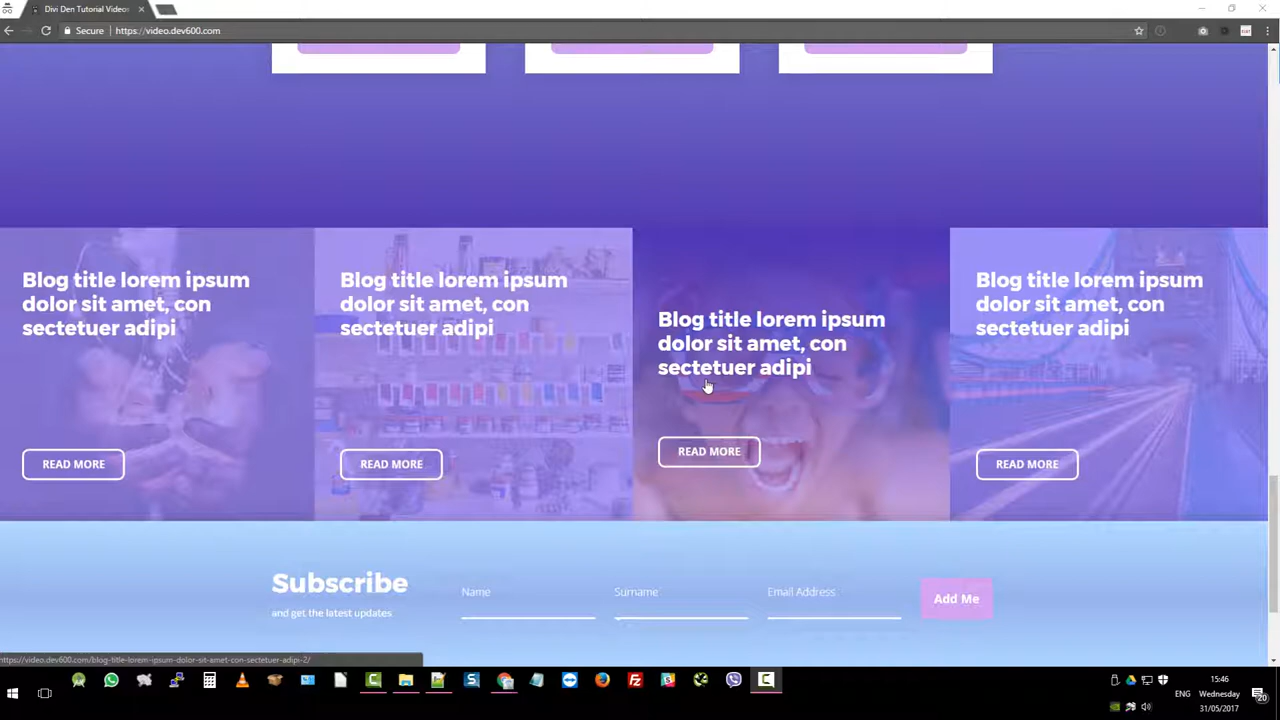 Divi Den Tutorial Videos
Secure
https://video.dev600.com
Blog title lorem ipsum
dolor sit amet, con
sectetuer adipi
READ MORE
Blog title lorem ipsum
dolor sit amet, con
sectetuer adipi
READ MORE
Blog title lorem ipsum
dolor sit amet, con
sectetuer adipi
READ MORE
Blog title lorem ipsum
dolor sit amet, con
sectetuer adipi
READ MORE
Subscribe
and get the latest updates
Name
Surname
Email Address
Add Me
https://video.dev600.com/blog-title-lorem-ipsum-dolor-sit-amet-con-sectetuer-adipi-2/
15:46
ENG
Wednesday
31/05/2017
20